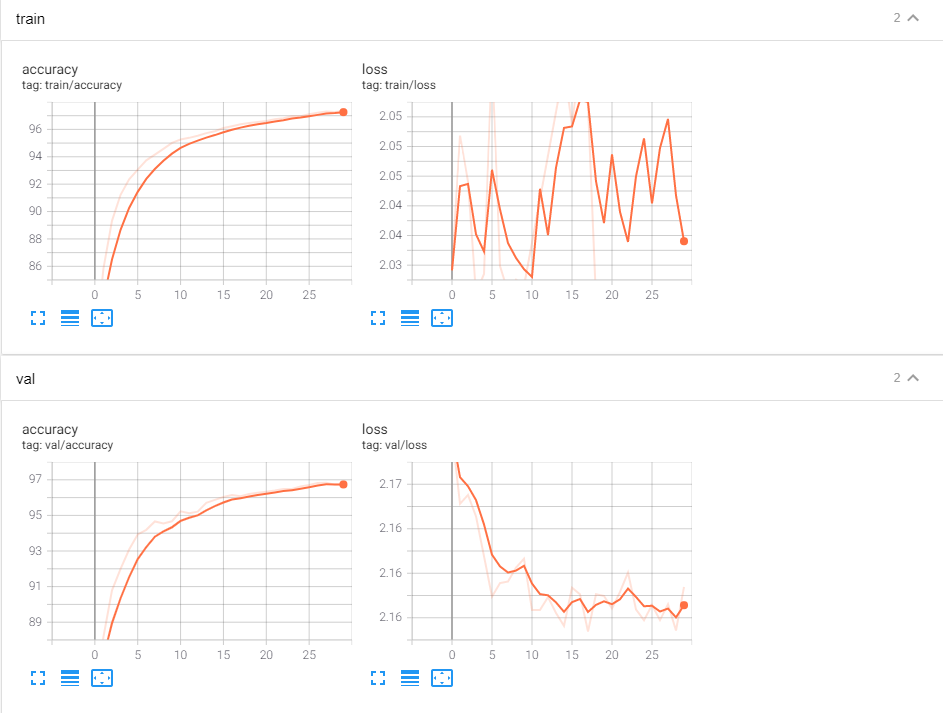 train 2
accuracy
tag: train/accuracy
96
94
92
90
88
86
0 5 10 15 20 25
loss
tag: train/loss
2.05
2.05
2.05
2.04
2.04
2.03
0 5 10 15 20 25
val 2
accuracy
tag: val/accuracy
97
95
93
91
89
0 5 10 15 20 25
loss
tag: val/loss
2.17
2.16
2.16
2.16
0 5 10 15 20 25